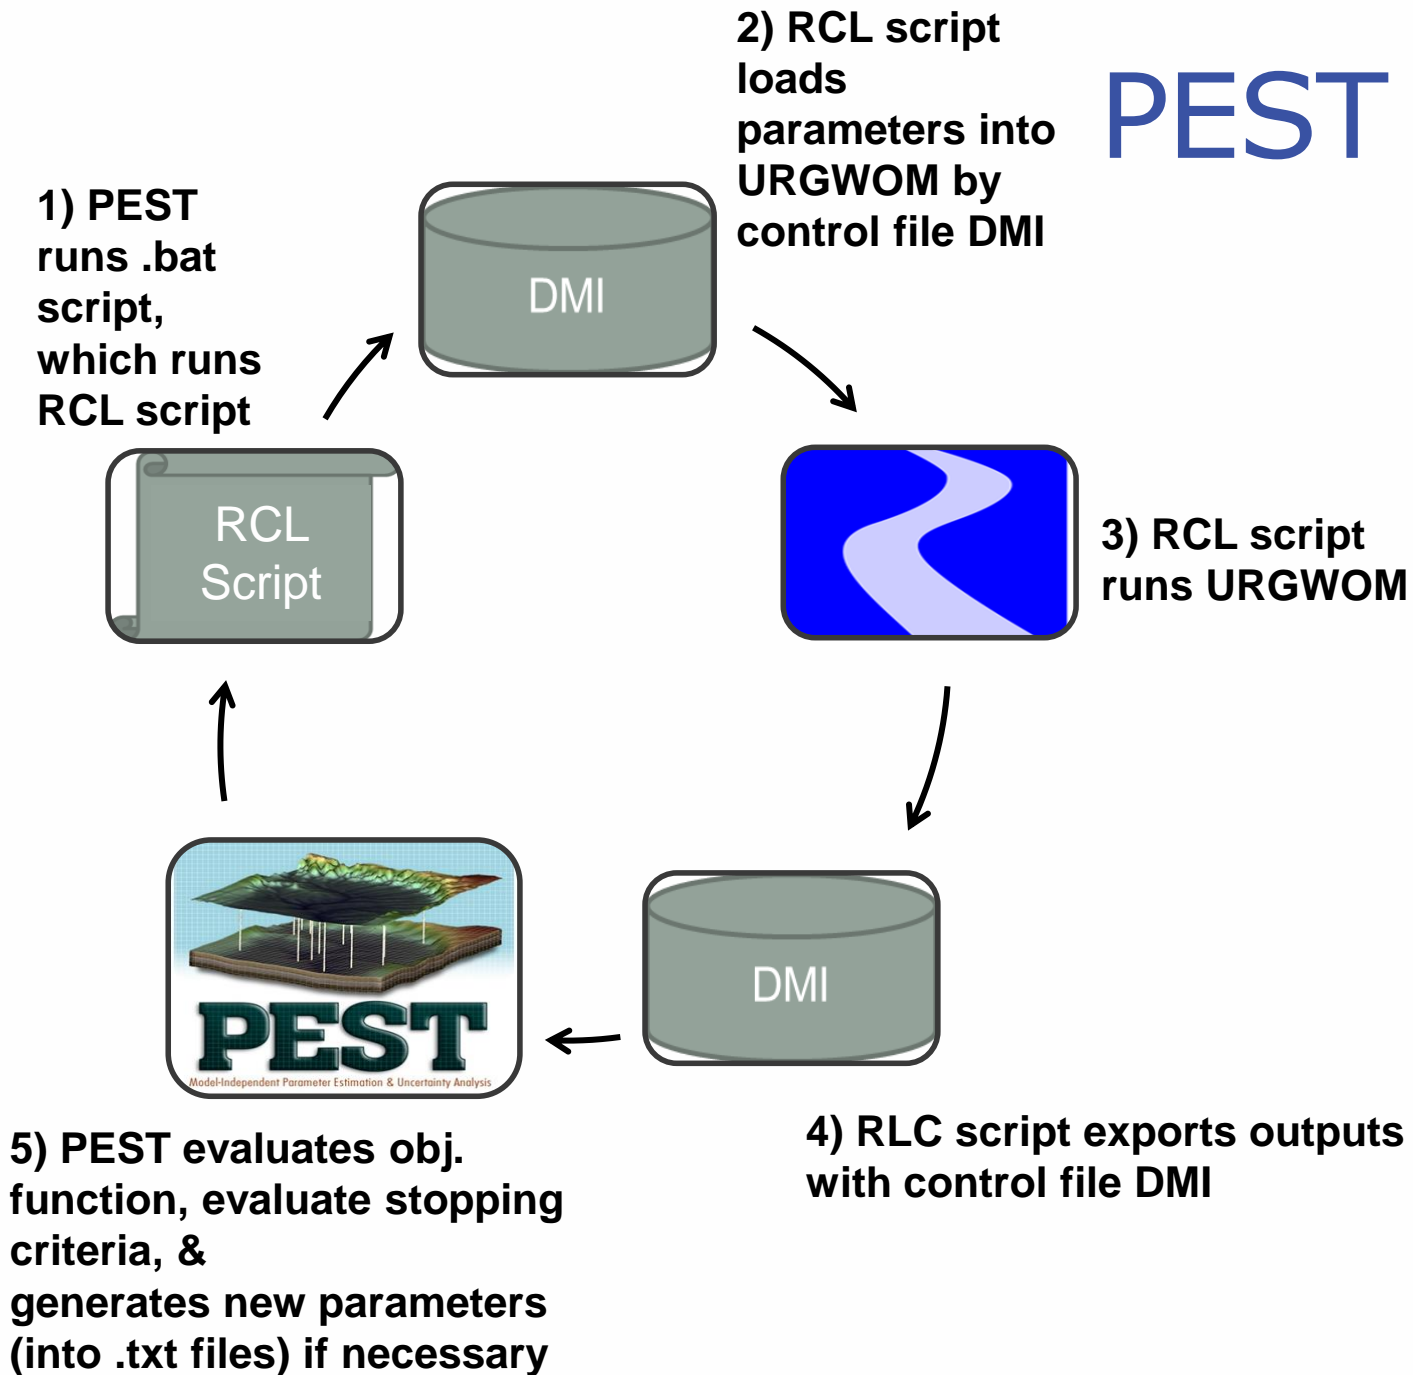 PEST
1) PEST
runs .bat
script,
which runs
RCL script
2) RCL script
loads
parameters into
URGWOM by
control file DMI
DMI
RCL
Script
3) RCL script
runs URGWOM
DMI
4) RLC script exports outputs
with control file DMI
PEST
Model-Independent Parameter Estimation & Uncertainty Analysis
5) PEST evaluates obj.
function, evaluate stopping
criteria, &
generates new parameters
(into .txt files) if necessary